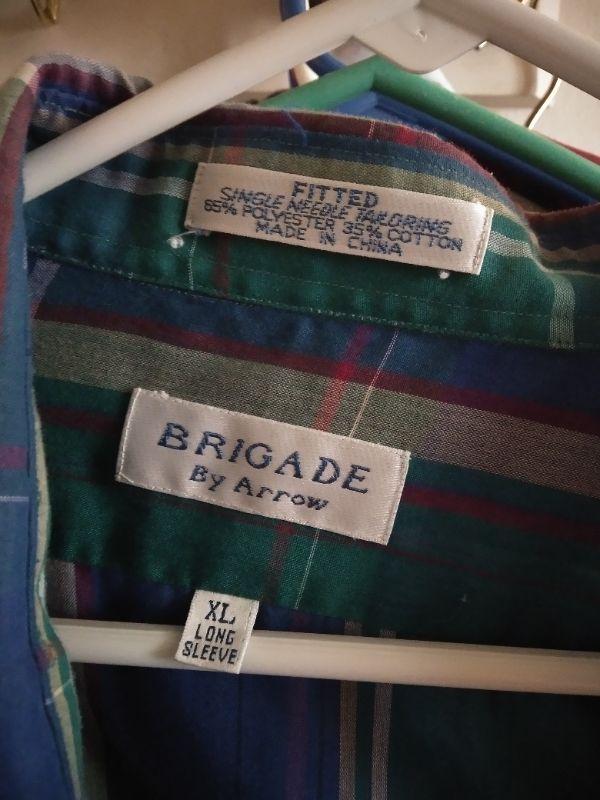 FITTED
SINGLE NEEDLE TAILORING
65% POLYESTER 35% COTTON
MADE IN CHINA
BRIGADE
By Arrow
XL
LONG
SLEEVE